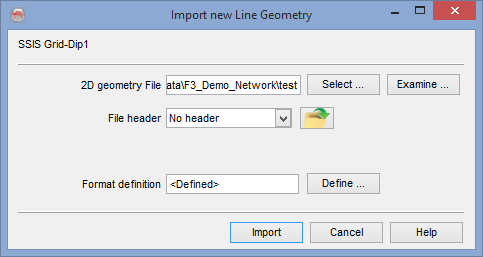 Import new Line Geometry
SSIS Grid-Dip1
2D geometry File ata\F3_Demo_Network\test Select ... Examine ...
File header No header
Format definition <Defined> Define ...
Import Cancel Help